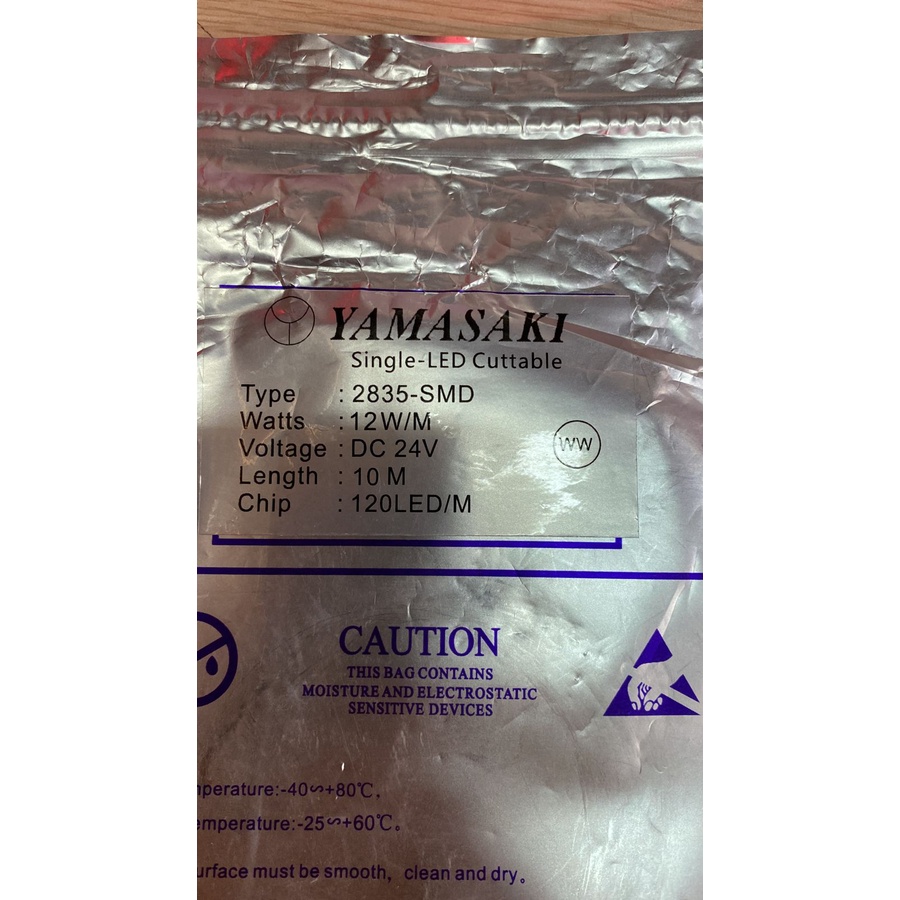 YAMASAKI
Single-LED Cuttable
Type : 2835-SMD
Watts : 12W/M
Voltage : DC 24V
WW
Length : 10 M
Chip : 120LED/M
CAUTION
THIS BAG CONTAINS
MOISTURE AND ELECTROSTATIC
SENSITIVE DEVICES
perature:-40∽+80℃.
emperature:-25∽+60℃。
urface must be smooth, clean and dry。